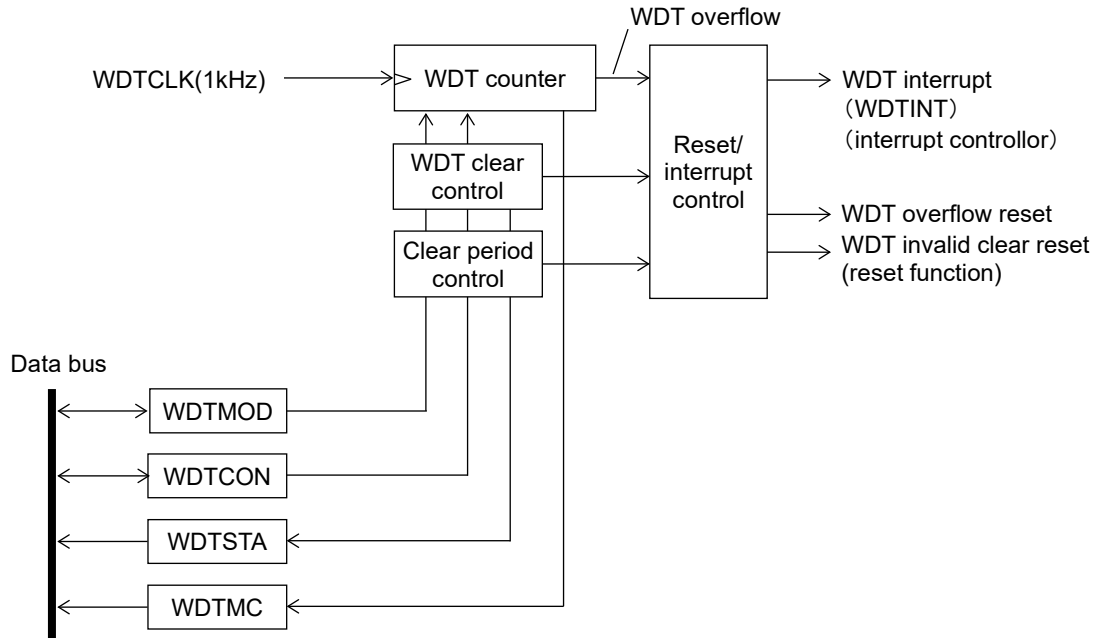 WDT overflow
WDTCLK(1kHz)
WDT counter
WDT interrupt
（WDTINT）
（interrupt controllor）
Reset/
interrupt
control
WDT clear
control
WDT overflow reset
WDT invalid clear reset
(reset function)
Clear period
control
Data bus
WDTMOD
WDTCON
WDTSTA
WDTMC